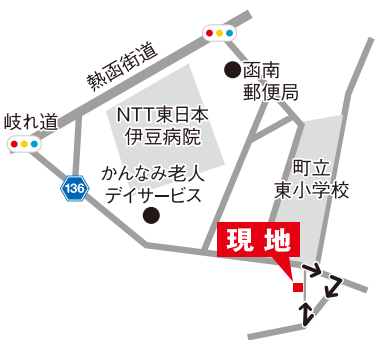 熱函街道
函南
郵便局
岐れ道
NTT東日本
伊豆病院
町立
東小学校
136
かんなみ老人
デイサービス
現地